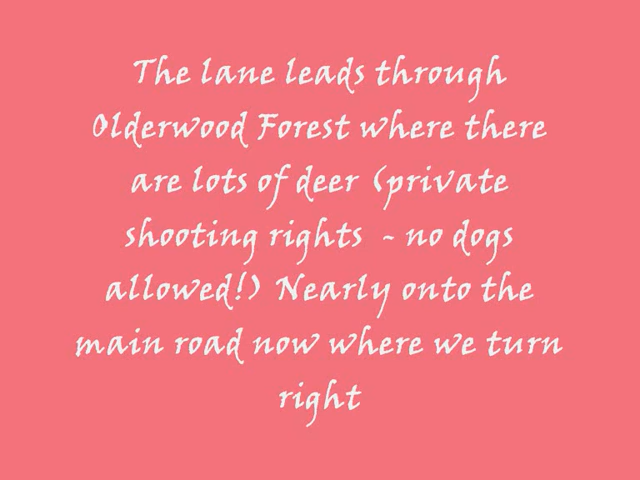 The lane leads through
Olderwood Forest where there
are lots of deer (private
shooting rights - no dogs
allowed!) Nearly onto the
main road now where we turn
right